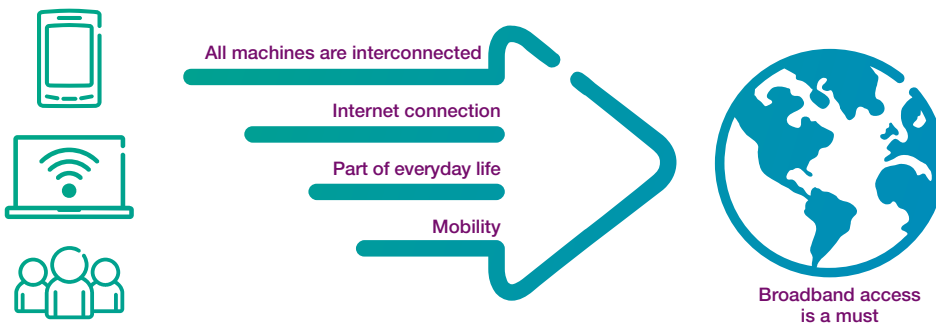 All machines are interconnected
Internet connection
Part of everyday life
Mobility
Broadband access
is a must